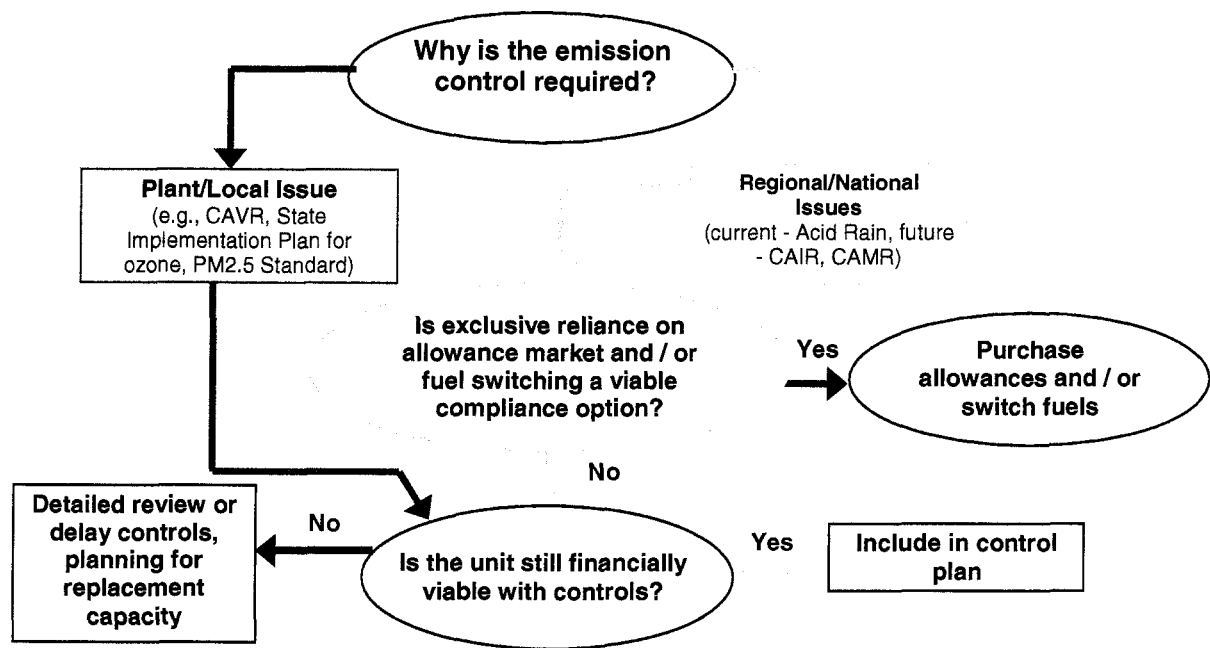 Why is the emission
control required?
Plant/Local Issue
(e.g., CAVR, State
Implementation Plan for
ozone, PM2.5 Standard)
Regional/National
Issues
(current - Acid Rain, future
- CAIR, CAMR)
Is exclusive reliance on
allowance market and / or
fuel switching a viable
compliance option?
Yes
Purchase
allowances and / or
switch fuels
No
Detailed review or
delay controls,
planning for
replacement
capacity
No
Is the unit still financially
viable with controls?
Yes
Include in control
plan